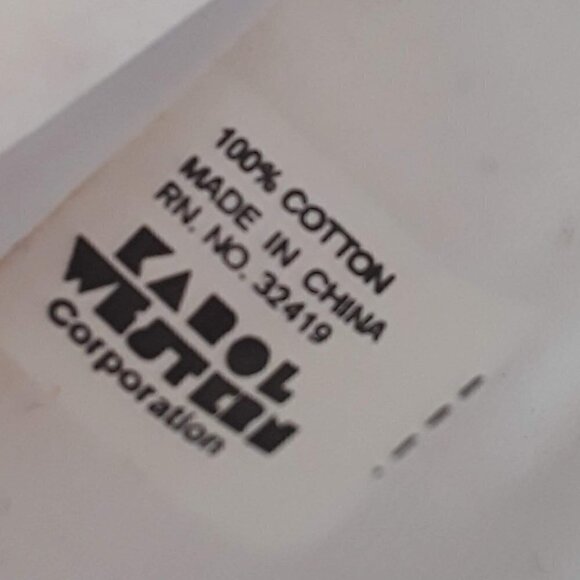 100% COTTON
MADE IN CHINA
RN. NO. 32419
KAROL
WESTERN
Corporation